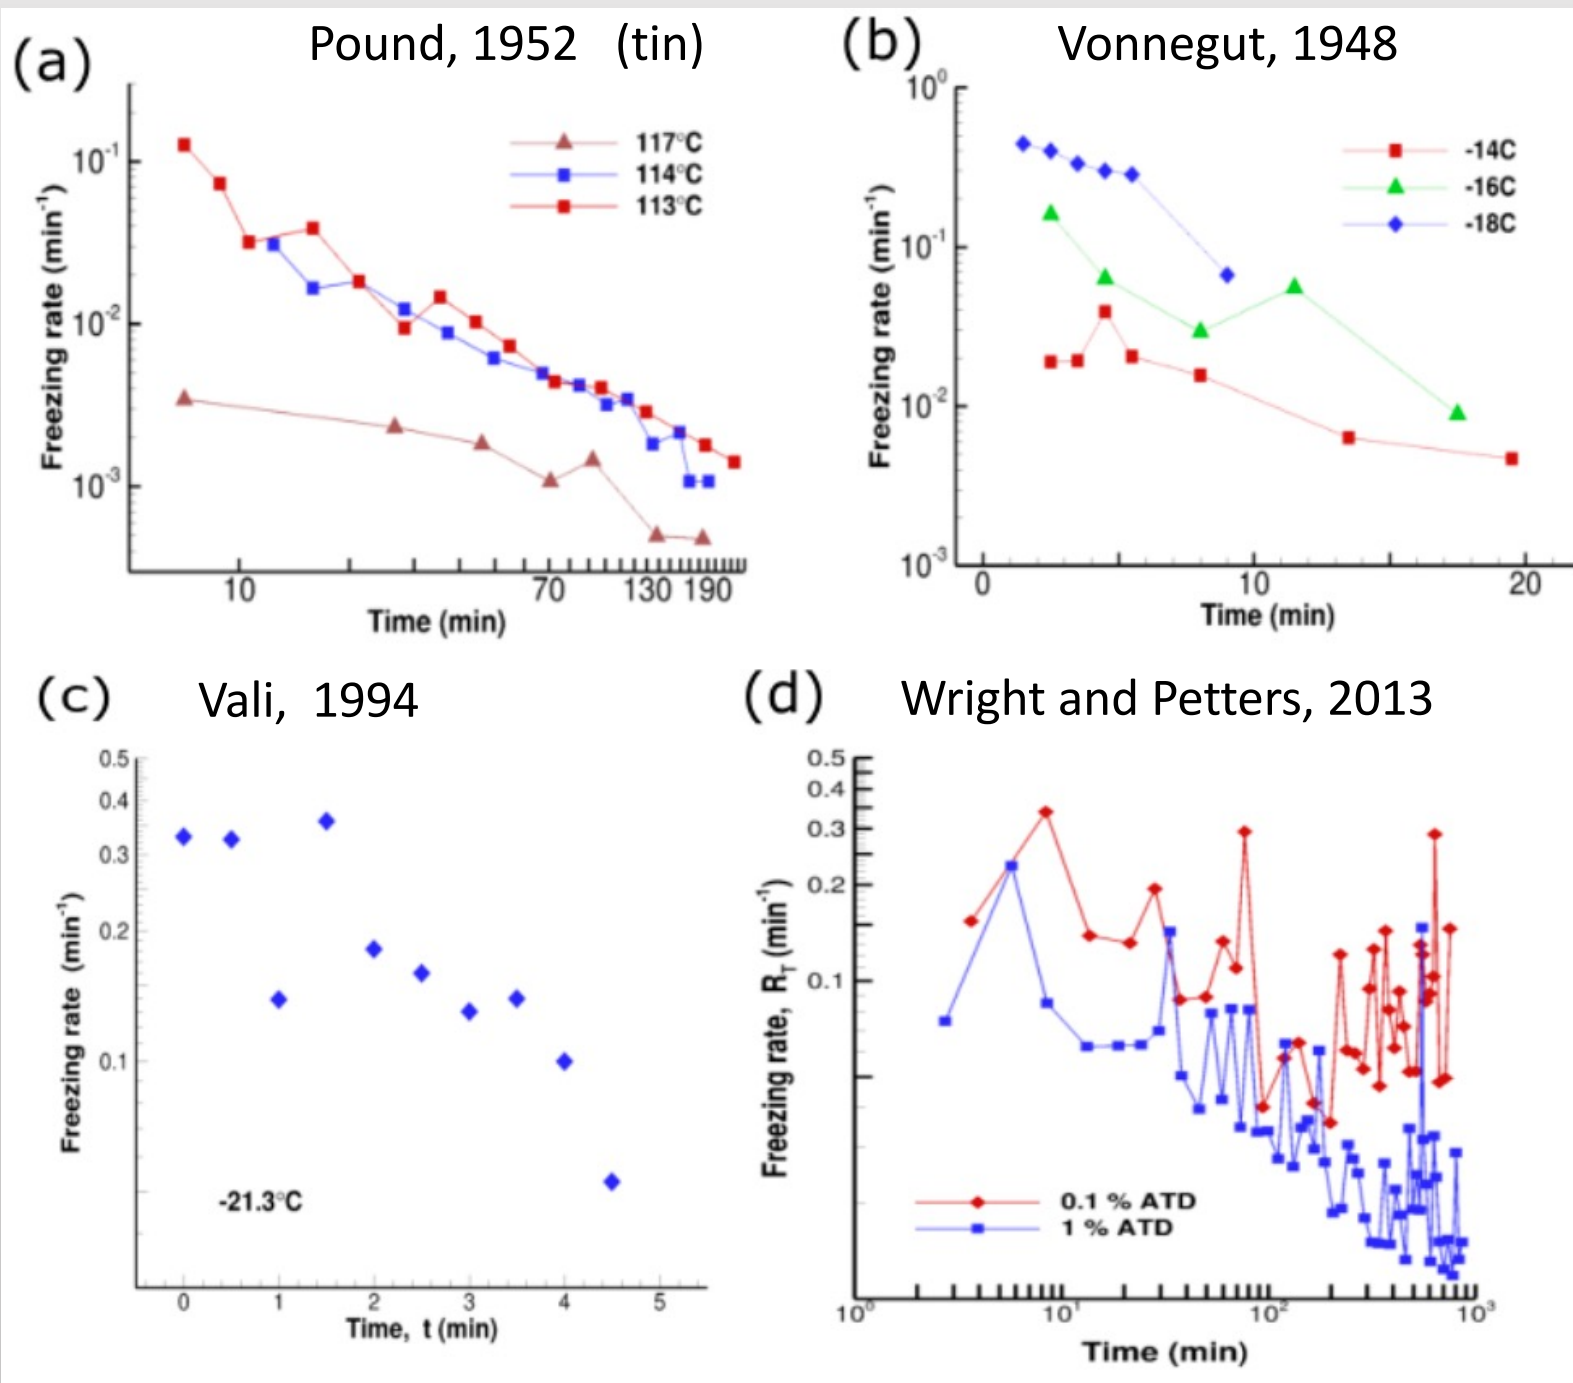 (a) Pound, 1952 (tin)
Freezing rate (min⁻¹)
10⁻¹
10⁻²
10⁻³
117°C
114°C
113°C
10 70 130 190
Time (min)
(b) Vonnegut, 1948
Freezing rate (min⁻¹)
10⁰
10⁻¹
10⁻²
10⁻³
-14C
-16C
-18C
0 10 20
Time (min)
(c) Vali, 1994
Freezing rate (min⁻¹)
0.5
0.4
0.3
0.2
0.1
-21.3°C
0 1 2 3 4 5
Time, t (min)
(d) Wright and Petters, 2013
Freezing rate, R_T (min⁻¹)
0.5
0.4
0.3
0.2
0.1
0.1 % ATD
1 % ATD
10⁰ 10¹ 10² 10³
Time (min)